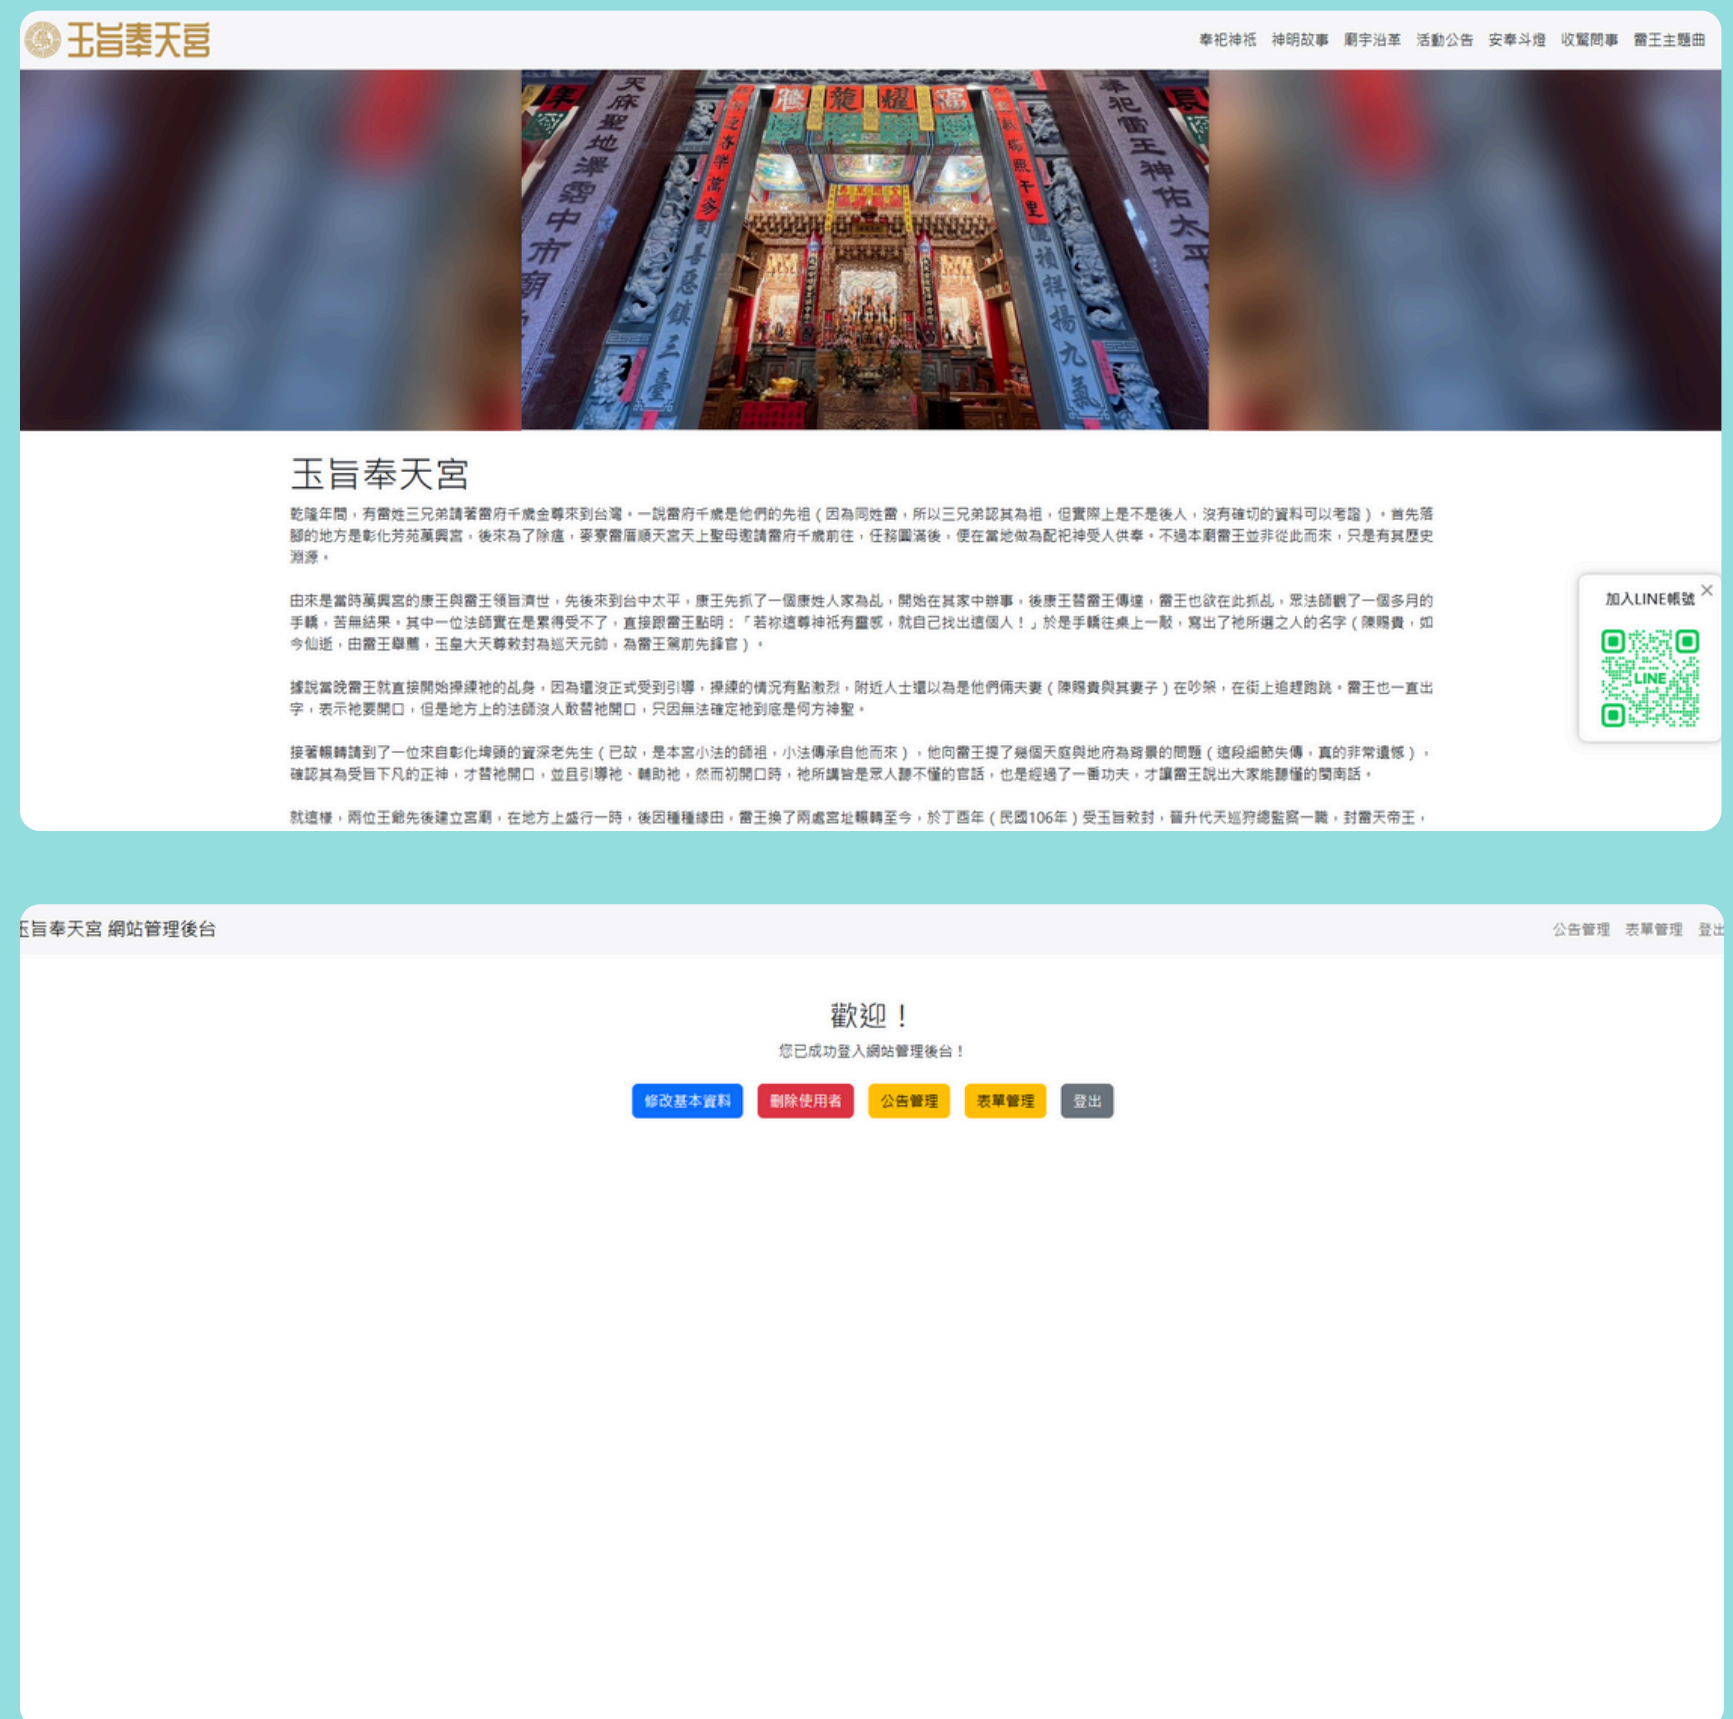 玉旨奉天宮
奉祀神祇 神明故事 廟宇沿革 活動公告 安奉斗燈 收驚問事 雷王主題曲
騰龍耀福
天庥聖地澤霑中市廟
奉祀雷王神佑太平
玉旨奉天宮
乾隆年間，有雷姓三兄弟請著雷府千歲金尊來到台灣。一說雷府千歲是他們的先祖（因為同姓雷，所以三兄弟認其為祖，但實際上是不是後人，沒有確切的資料可以考證）。首先落
腳的地方是彰化芳苑萬興宮，後來為了除瘟，麥寮雷厝順天宮天上聖母邀請雷府千歲前往，任務圓滿後，便在當地做為配祀神受人供奉。不過本廟雷王並非從此而來，只是有其歷史
淵源。
由來是當時萬興宮的康王與雷王領旨濟世，先後來到台中太平，康王先抓了一個康姓人家為乩，開始在其家中辦事，後康王替雷王傳達，雷王也欲在此抓乩，眾法師觀了一個多月的
手轎，苦無結果。其中一位法師實在是累得受不了，直接跟雷王點明：「若祢這尊神祇有靈感，就自己找出這個人！」於是手轎往桌上一敲，寫出了祂所選之人的名字（陳賜貴，如
今仙逝，由雷王舉薦，玉皇大天尊敕封為巡天元帥，為雷王駕前先鋒官）。
據說當晚雷王就直接開始操練祂的乩身，因為還沒正式受到引導，操練的情況有點激烈，附近人士還以為是他們倆夫妻（陳賜貴與其妻子）在吵架，在街上追趕跑跳。雷王也一直出
字，表示祂要開口，但是地方上的法師沒人敢替祂開口，只因無法確定祂到底是何方神聖。
接著輾轉請到了一位來自彰化埤頭的資深老先生（已故，是本宮小法的師祖，小法傳承自他而來），他向雷王提了幾個天庭與地府為背景的問題（這段細節失傳，真的非常遺憾），
確認其為受旨下凡的正神，才替祂開口，並且引導祂、輔助祂，然而初開口時，祂所講皆是眾人聽不懂的官話，也是經過了一番功夫，才讓雷王說出大家能聽懂的閩南話。
就這樣，兩位王爺先後建立宮廟，在地方上盛行一時，後因種種緣由，雷王換了兩處宮址輾轉至今，於丁酉年（民國106年）受玉旨敕封，晉升代天巡狩總監察一職，封雷天帝王，
加入LINE帳號
LINE
玉旨奉天宮 網站管理後台
公告管理 表單管理 登出
歡迎！
您已成功登入網站管理後台！
修改基本資料 刪除使用者 公告管理 表單管理 登出